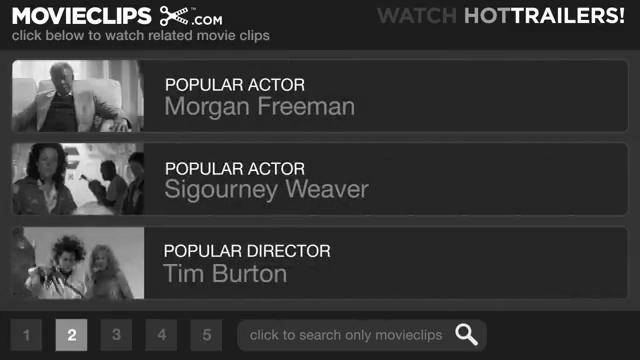 MOVIECLIPS .COM
WATCH HOTTRAILERS!
click below to watch related movie clips
POPULAR ACTOR
Morgan Freeman
POPULAR ACTOR
Sigourney Weaver
POPULAR DIRECTOR
Tim Burton
1 2 3 4 5 click to search only movieclips